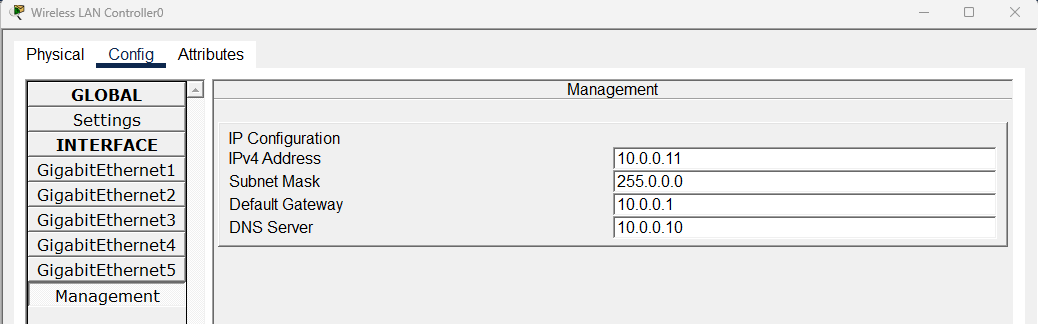 Wireless LAN Controller0
Physical Config Attributes
GLOBAL
Settings
INTERFACE
GigabitEthernet1
GigabitEthernet2
GigabitEthernet3
GigabitEthernet4
GigabitEthernet5
Management
Management
IP Configuration
IPv4 Address 10.0.0.11
Subnet Mask 255.0.0.0
Default Gateway 10.0.0.1
DNS Server 10.0.0.10